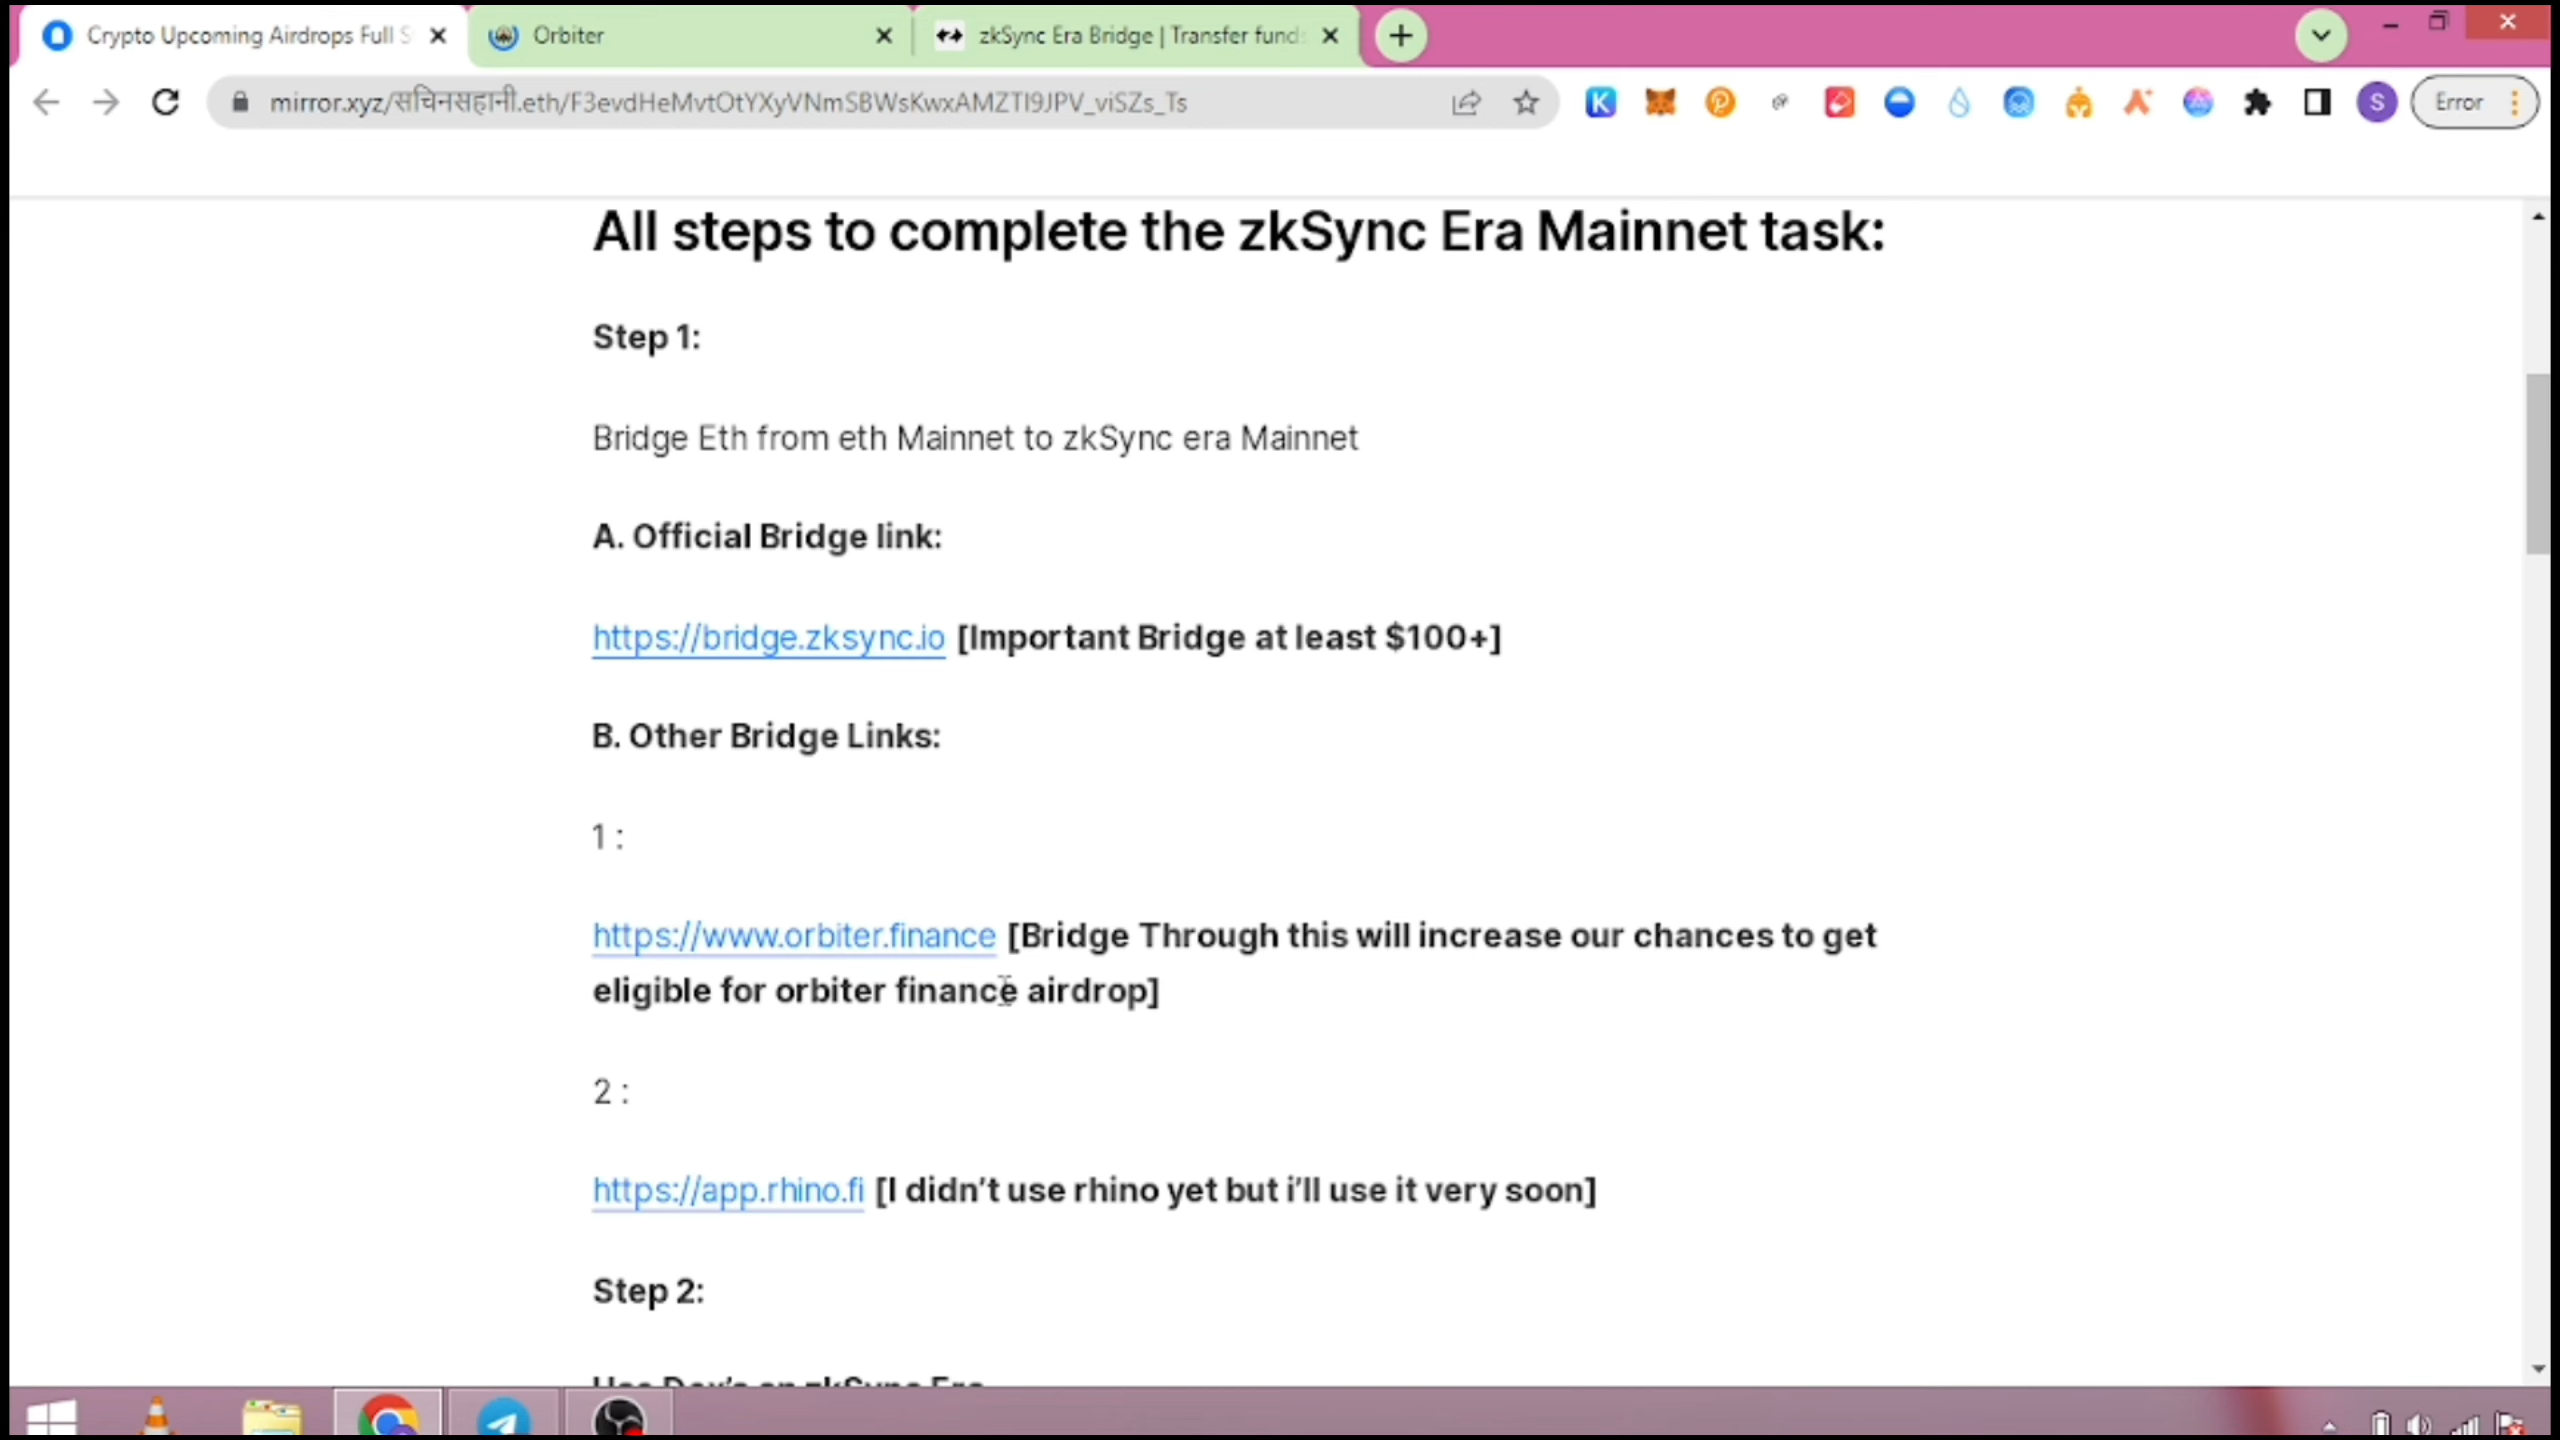 Crypto Upcoming Airdrops Full S
Orbiter
zkSync Era Bridge | Transfer funds
mirror.xyz/सचिनसहानी.eth/F3evdHeMvtOtYXyVNmSBWsKwxAMZTI9JPV_viSZs_Ts
S
Error
All steps to complete the zkSync Era Mainnet task:
Step 1:
Bridge Eth from eth Mainnet to zkSync era Mainnet
A. Official Bridge link:
https://bridge.zksync.io [Important Bridge at least $100+]
B. Other Bridge Links:
1 :
https://www.orbiter.finance [Bridge Through this will increase our chances to get
eligible for orbiter finance airdrop]
2 :
https://app.rhino.fi [I didn’t use rhino yet but i’ll use it very soon]
Step 2:
zkSync Era